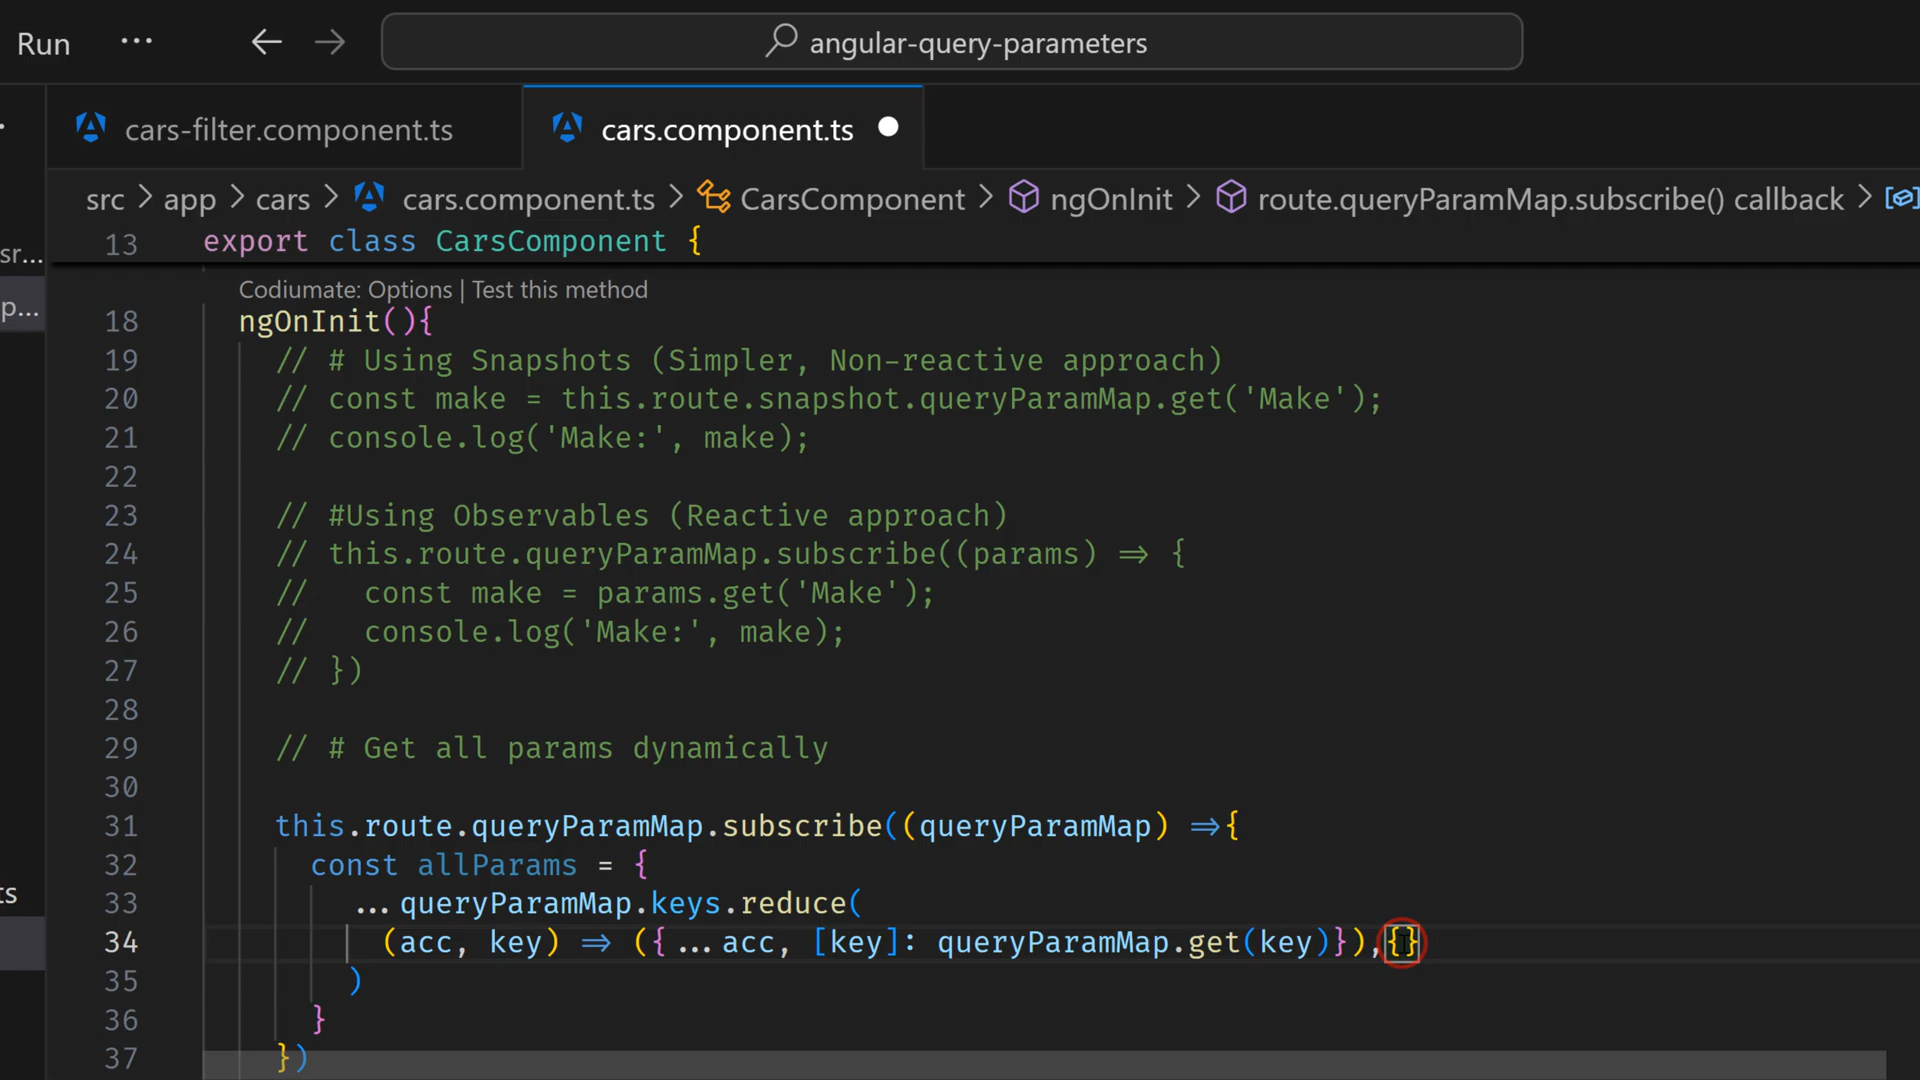 Run ... ← → angular-query-parameters
cars-filter.component.ts cars.component.ts
src > app > cars > cars.component.ts > CarsComponent > ngOnInit > route.queryParamMap.subscribe() callback >
sr...
p...
ts
13 export class CarsComponent {
Codiumate: Options | Test this method
18 ngOnInit(){
19 // # Using Snapshots (Simpler, Non-reactive approach)
20 // const make = this.route.snapshot.queryParamMap.get('Make');
21 // console.log('Make:', make);
22
23 // #Using Observables (Reactive approach)
24 // this.route.queryParamMap.subscribe((params) => {
25 //   const make = params.get('Make');
26 //   console.log('Make:', make);
27 // })
28
29 // # Get all params dynamically
30
31 this.route.queryParamMap.subscribe((queryParamMap) =>{
32 const allParams = {
33 ...queryParamMap.keys.reduce(
34 (acc, key) => ({ ...acc, [key]: queryParamMap.get(key)}),{}
35 )
36 }
37 })